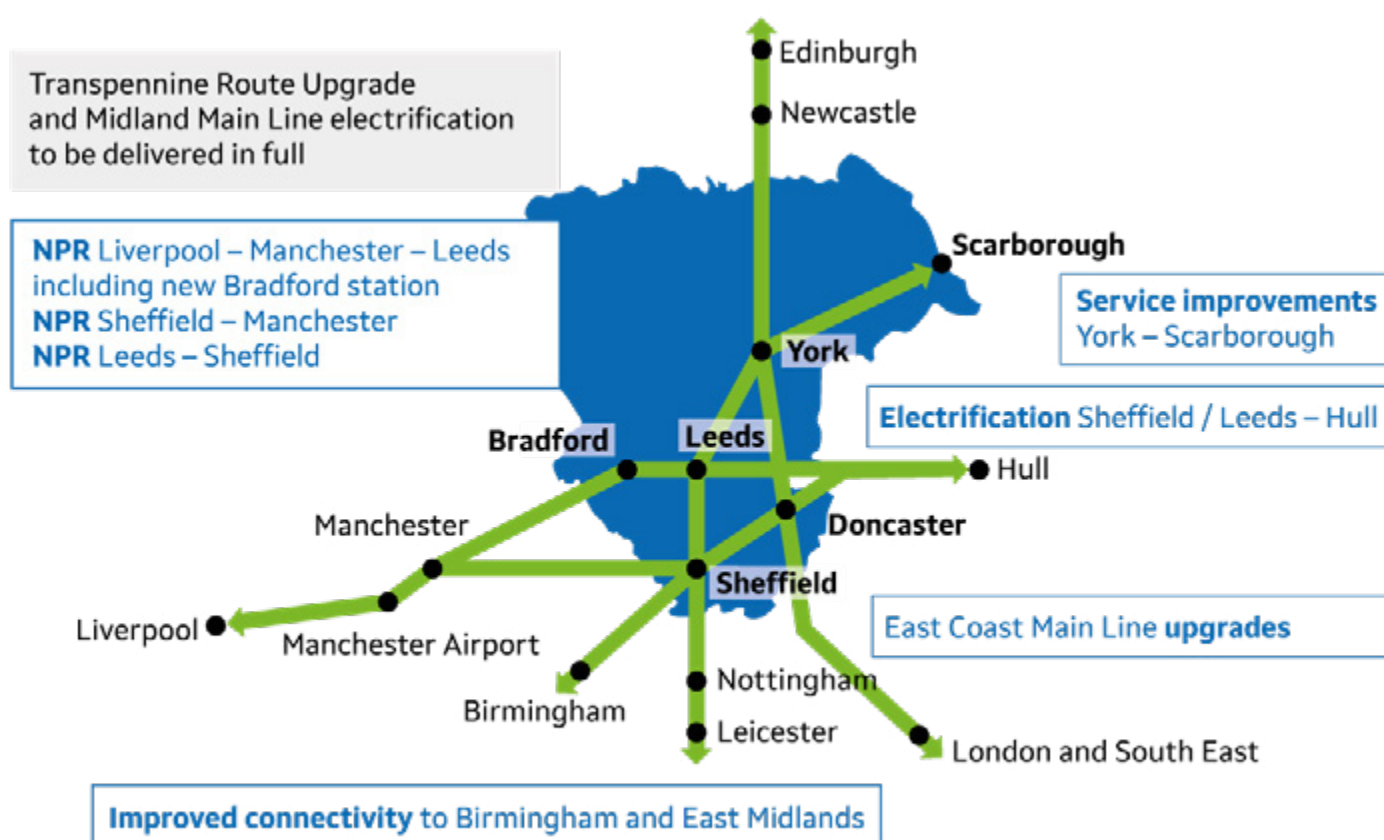 Edinburgh
Newcastle
Transpennine Route Upgrade
and Midland Main Line electrification
to be delivered in full
NPR Liverpool – Manchester – Leeds
including new Bradford station
NPR Sheffield – Manchester
NPR Leeds – Sheffield
Scarborough
Service improvements
York – Scarborough
York
Electrification Sheffield / Leeds – Hull
Bradford
Leeds
Hull
Manchester
Doncaster
Sheffield
Liverpool
Manchester Airport
East Coast Main Line upgrades
Nottingham
Birmingham
Leicester
London and South East
Improved connectivity to Birmingham and East Midlands